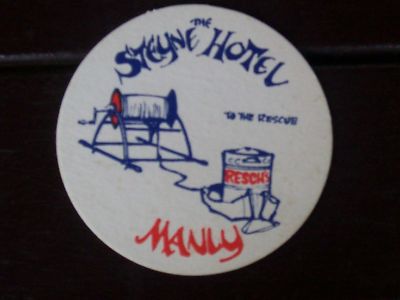 THE
STEYNE HOTEL
TO THE RESCUE
RESCH'S
MANLY